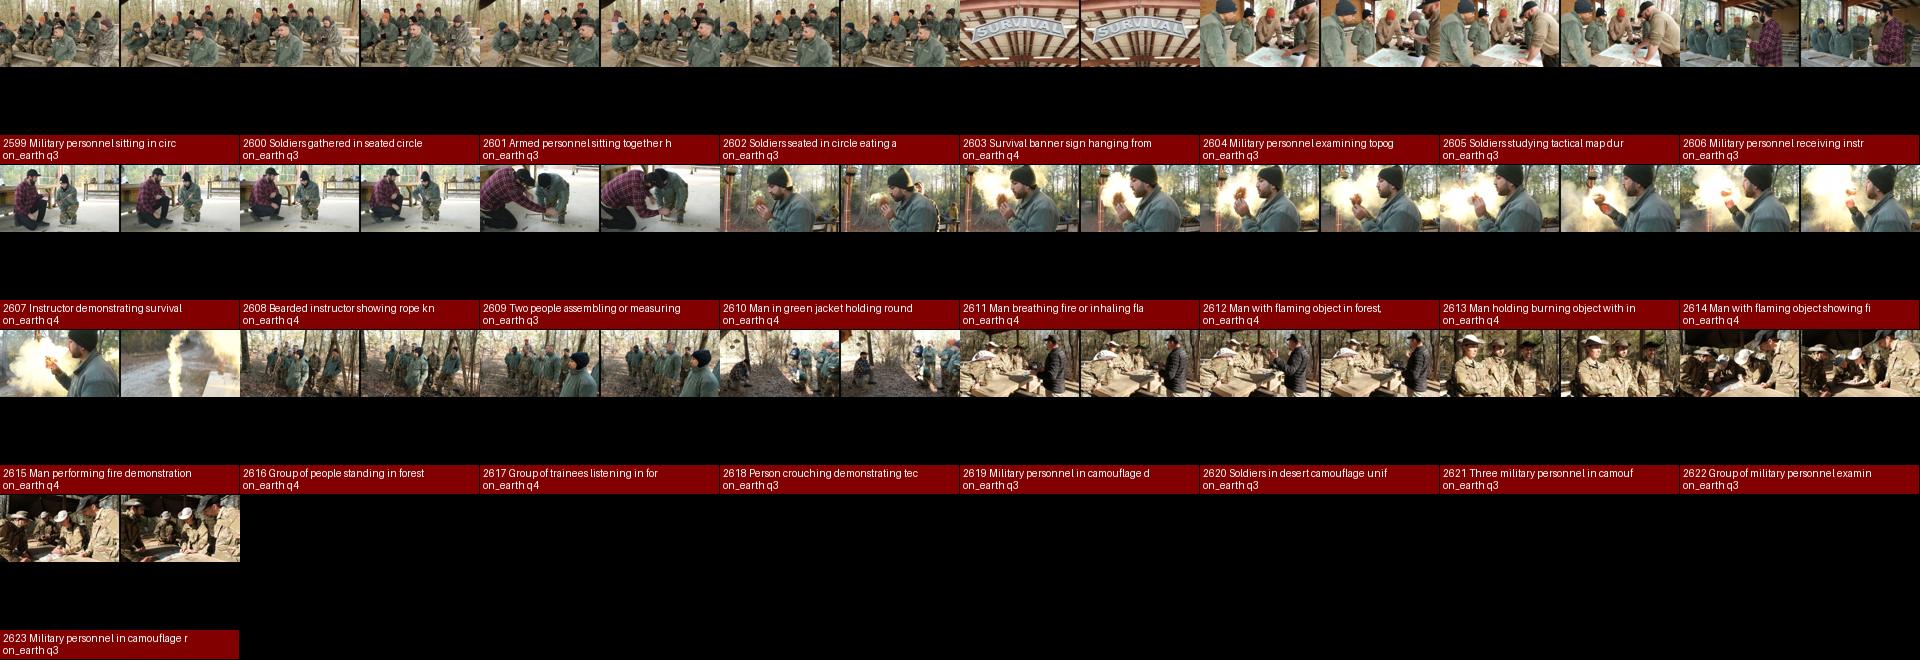 SURVIVAL SURVIVAL
2599 Military personnel sitting in circ
on_earth q3
2600 Soldiers gathered in seated circle
on_earth q3
2601 Armed personnel sitting together h
on_earth q3
2602 Soldiers seated in circle eating a
on_earth q3
2603 Survival banner sign hanging from
on_earth q4
2604 Military personnel examining topog
on_earth q3
2605 Soldiers studying tactical map dur
on_earth q3
2606 Military personnel receiving instr
on_earth q3
2607 Instructor demonstrating survival
on_earth q4
2608 Bearded instructor showing rope kn
on_earth q4
2609 Two people assembling or measuring
on_earth q3
2610 Man in green jacket holding round
on_earth q4
2611 Man breathing fire or inhaling fla
on_earth q4
2612 Man with flaming object in forest,
on_earth q4
2613 Man holding burning object with in
on_earth q4
2614 Man with flaming object showing fi
on_earth q4
2615 Man performing fire demonstration
on_earth q4
2616 Group of people standing in forest
on_earth q4
2617 Group of trainees listening in for
on_earth q4
2618 Person crouching demonstrating tec
on_earth q3
2619 Military personnel in camouflage d
on_earth q3
2620 Soldiers in desert camouflage unif
on_earth q3
2621 Three military personnel in camouf
on_earth q3
2622 Group of military personnel examin
on_earth q3
2623 Military personnel in camouflage r
on_earth q3